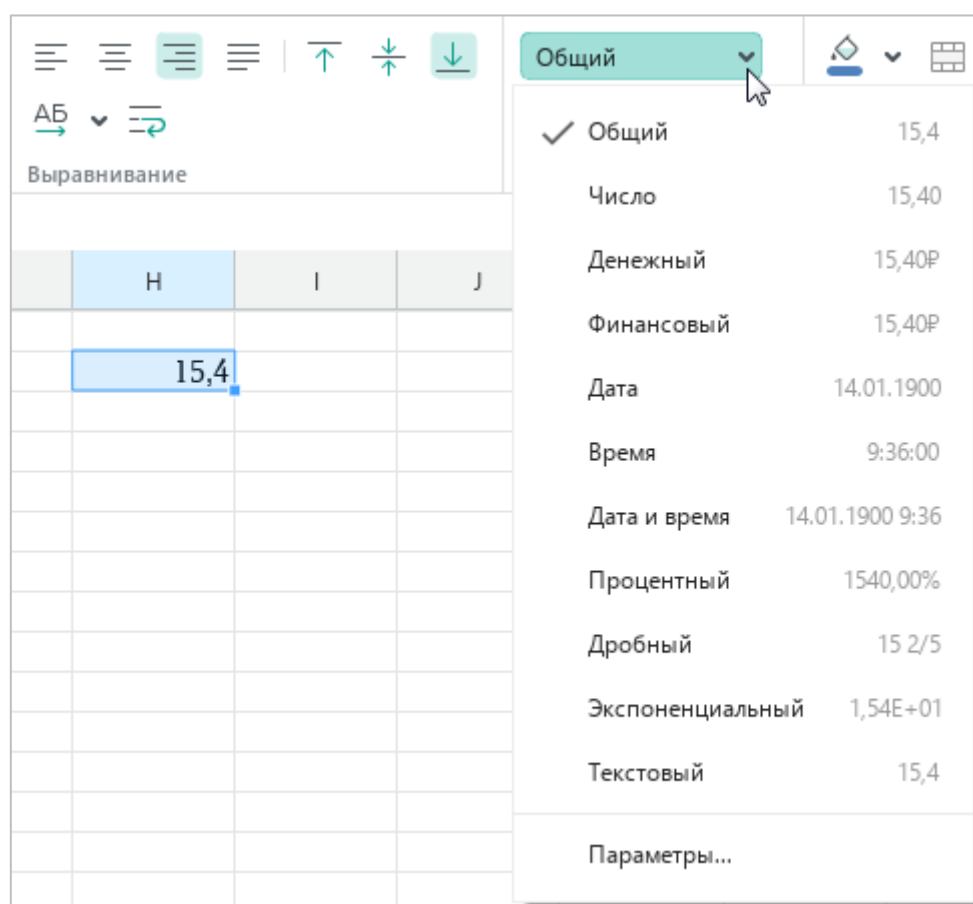 Общий
АБ
Выравнивание
H I J
15,4
Общий 15,4
Число 15,40
Денежный 15,40₽
Финансовый 15,40₽
Дата 14.01.1900
Время 9:36:00
Дата и время 14.01.1900 9:36
Процентный 1540,00%
Дробный 15 2/5
Экспоненциальный 1,54E+01
Текстовый 15,4
Параметры...